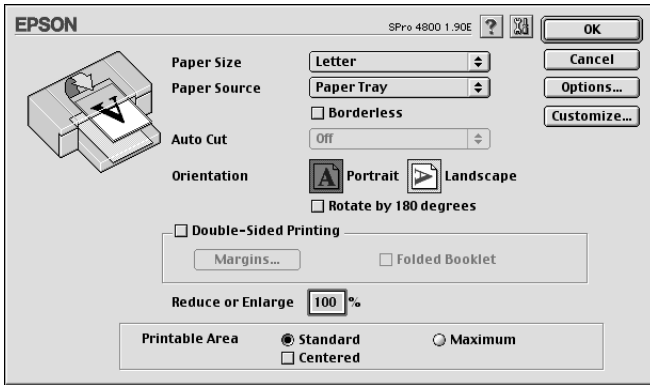 EPSON
SPro 4800 1.90E ? OK
Paper Size Letter Cancel
Paper Source Paper Tray Options...
Borderless Customize...
Auto Cut Off
Orientation A Portrait A Landscape
Rotate by 180 degrees
Double-Sided Printing
Margins... Folded Booklet
Reduce or Enlarge 100 %
Printable Area Standard Maximum
Centered